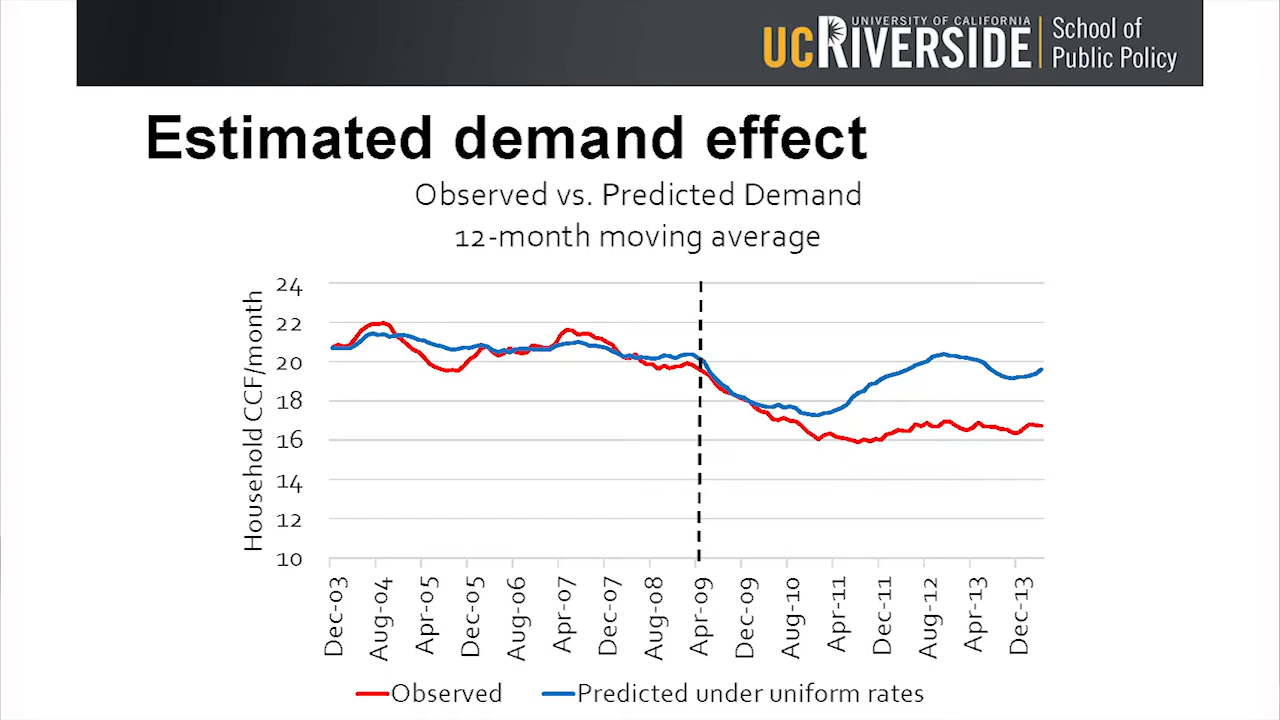 UNIVERSITY OF CALIFORNIA
UCRIVERSIDE
School of
Public Policy
Estimated demand effect
Observed vs. Predicted Demand
12-month moving average
Household CCF/month
24
22
20
18
16
14
12
10
Dec-03
Aug-04
Apr-05
Dec-05
Aug-06
Apr-07
Dec-07
Aug-08
Apr-09
Dec-09
Aug-10
Apr-11
Dec-11
Aug-12
Apr-13
Dec-13
Observed
Predicted under uniform rates